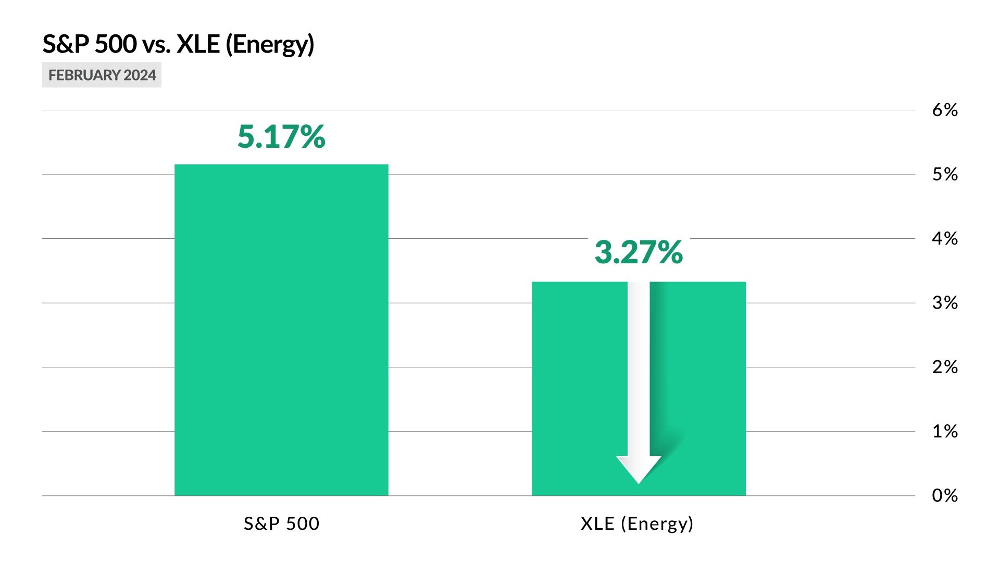 S&P 500 vs. XLE (Energy)
FEBRUARY 2024
6%
5.17%
5%
4%
3.27%
3%
2%
1%
0%
S&P 500
XLE (Energy)